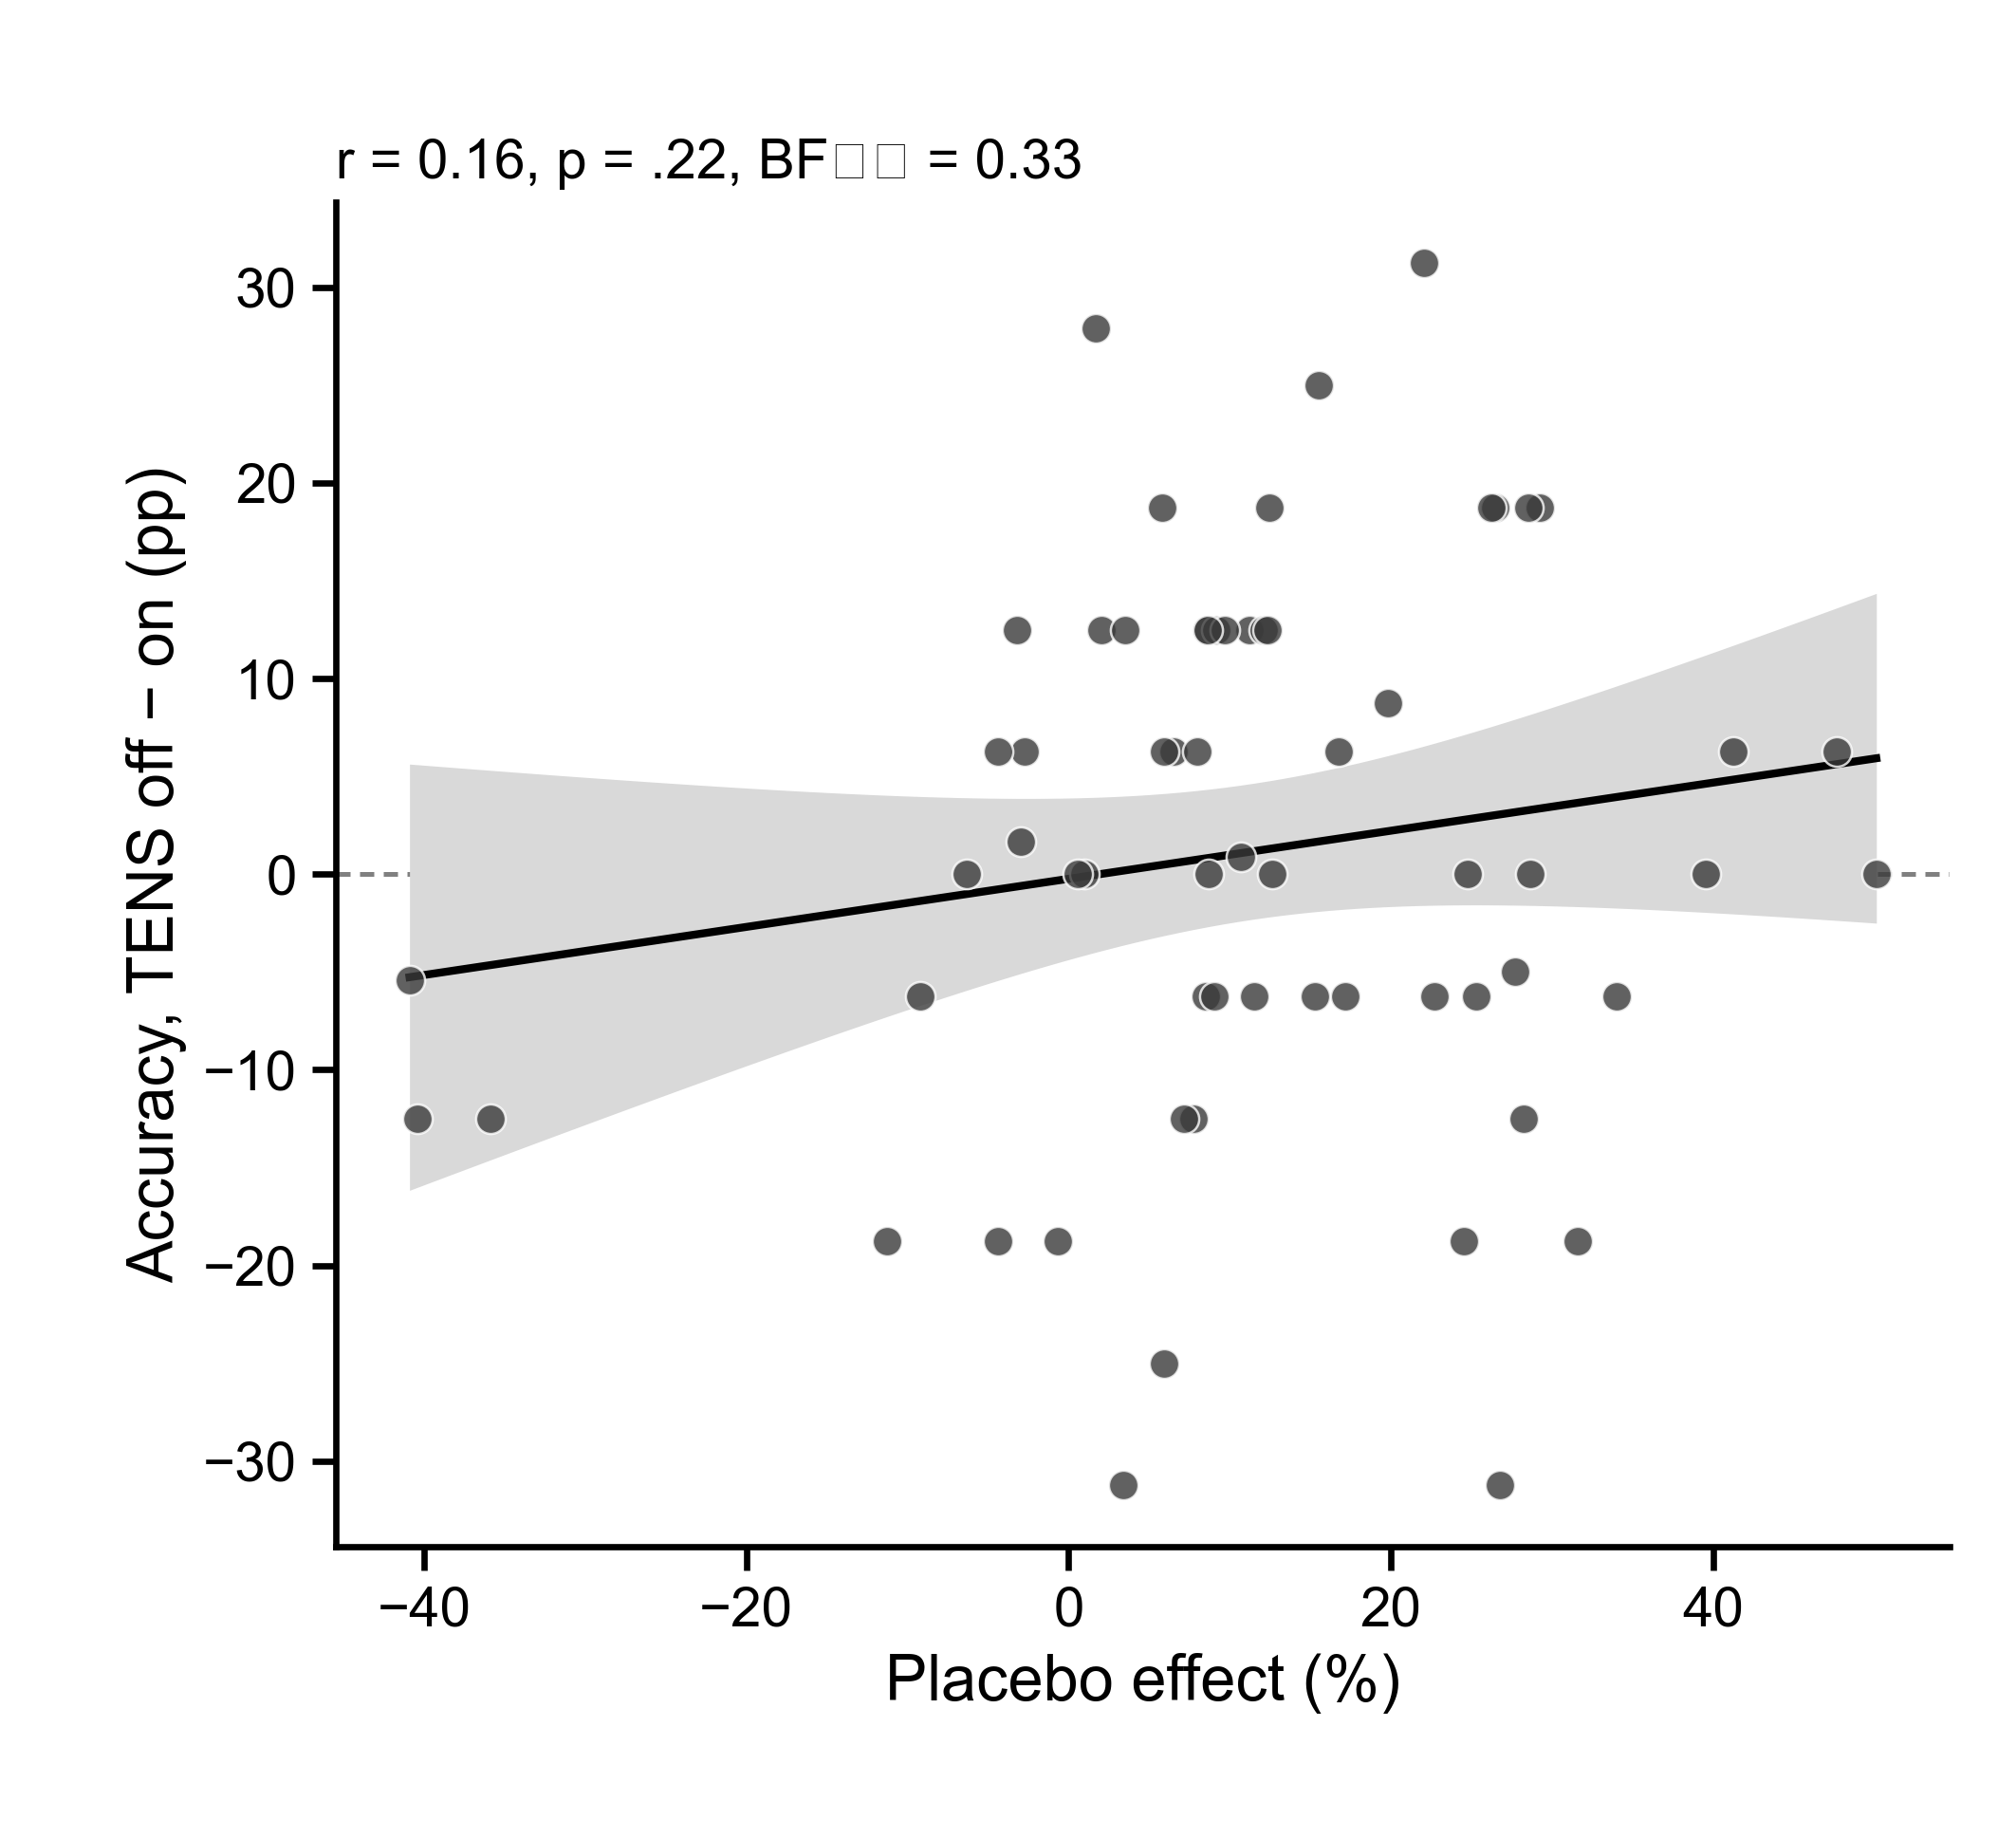 r = 0.16, p = .22, BF□□ = 0.33
30
20
10
0
−10
−20
−30
Accuracy, TENS off − on (pp)
−40 −20 0 20 40
Placebo effect (%)